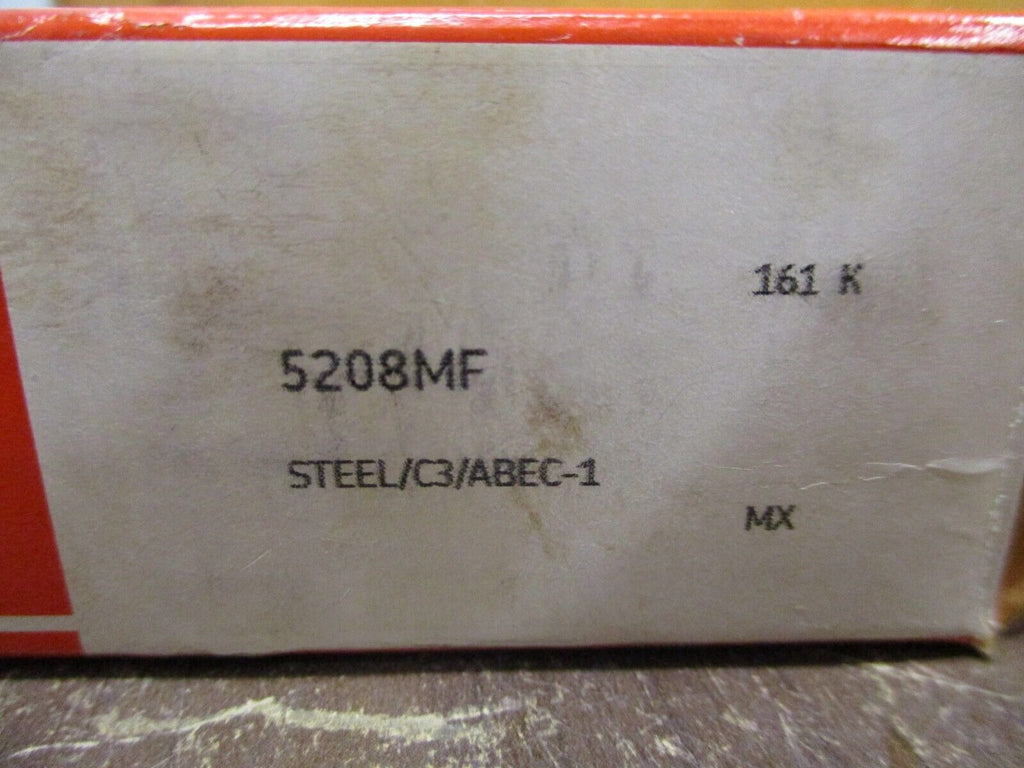 161 K
5208MF
STEEL/C3/ABEC-1
MX